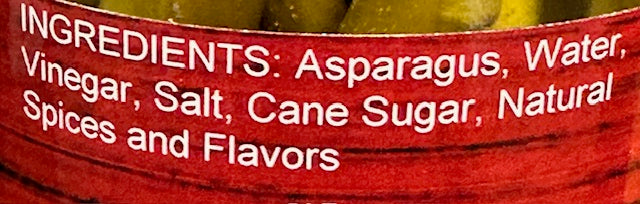 INGREDIENTS: Asparagus, Water,
Vinegar, Salt, Cane Sugar, Natural
Spices and Flavors